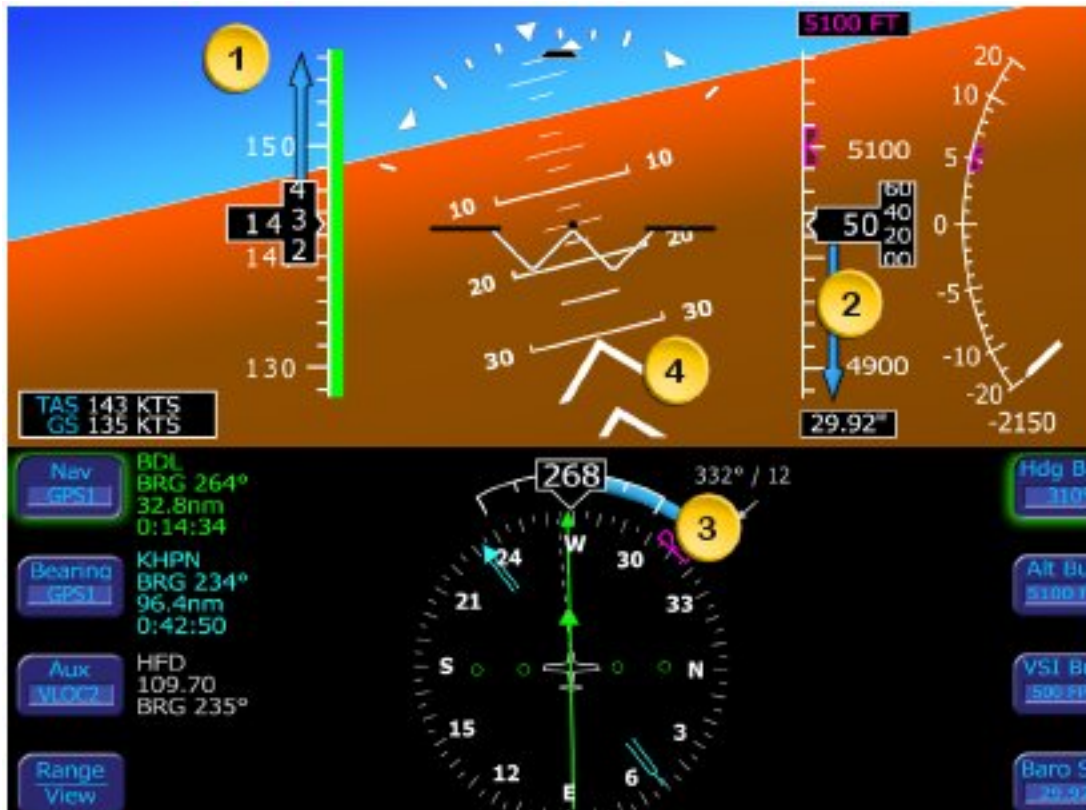 5100 FT
1
20
10
150
5100
10
10
5
4
14 3
2
60
50 40
20
00
0
20
20
2
-5
30
30
4
130
4900
-10
-20
TAS 143 KTS
GS 135 KTS
29.92"
-2150
Nav
GPS1
BDL
BRG 264°
32.8nm
0:14:34
268
332° / 12
3
Hdg
310°
Bearing
GPS1
KHPN
BRG 234°
96.4nm
0:42:50
24
W
30
21
33
Alt
5100
Aux
VLOC2
HFD
109.70
BRG 235°
S
N
VSI
500
15
3
Range
View
12
E
6
Baro
29.92